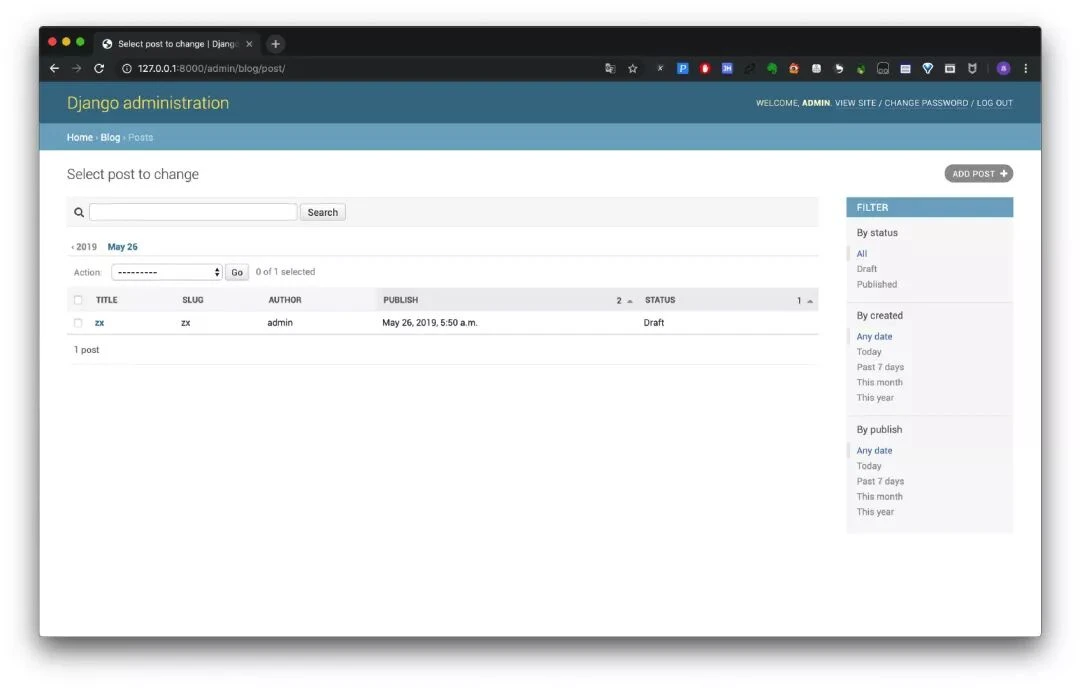 Select post to change | Djang
127.0.0.1:8000/admin/blog/post/
Django administration
WELCOME, ADMIN. VIEW SITE / CHANGE PASSWORD / LOG OUT
Home › Blog › Posts
Select post to change
ADD POST +
Search
‹ 2019 May 26
Action: --------- Go 0 of 1 selected
TITLE SLUG AUTHOR PUBLISH 2 STATUS 1
zx zx admin May 26, 2019, 5:50 a.m. Draft
1 post
FILTER
By status
All
Draft
Published
By created
Any date
Today
Past 7 days
This month
This year
By publish
Any date
Today
Past 7 days
This month
This year